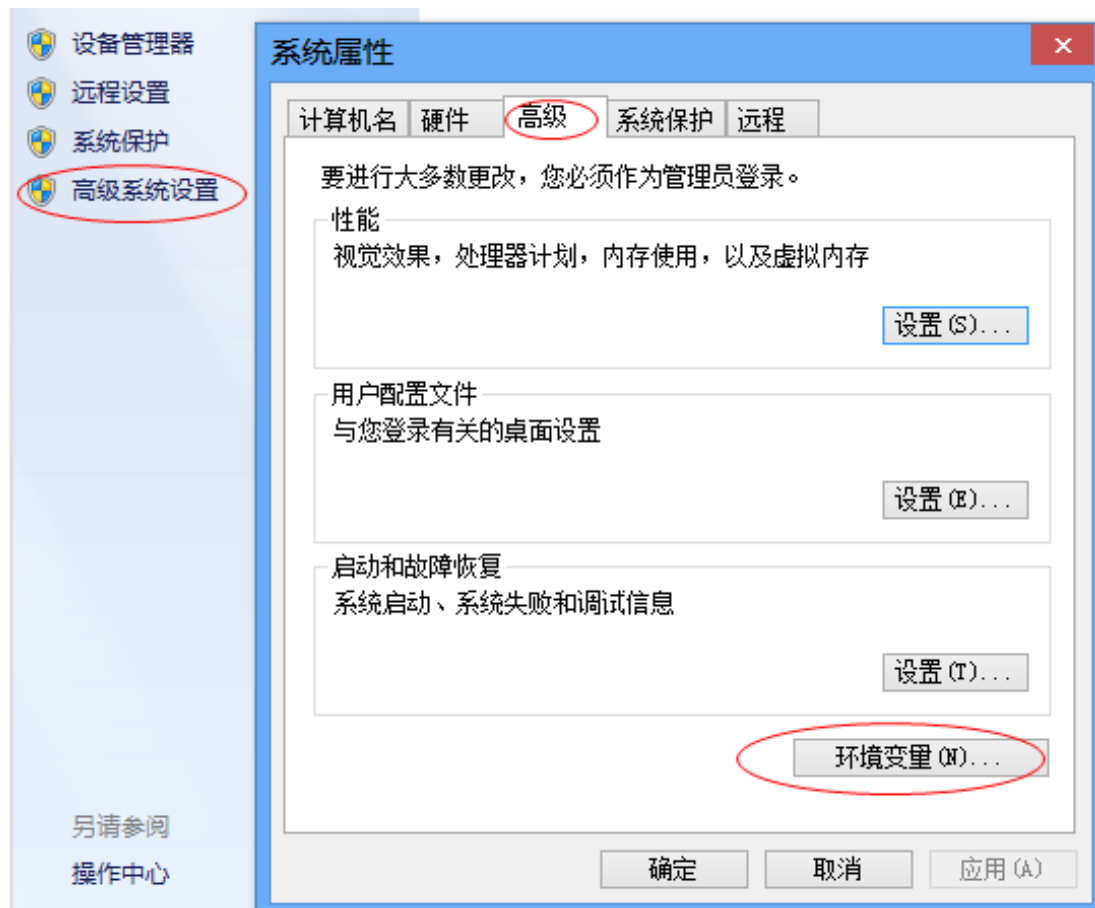 设备管理器
远程设置
系统保护
高级系统设置
另请参阅
操作中心
系统属性
计算机名 硬件 高级 系统保护 远程
要进行大多数更改，您必须作为管理员登录。
性能
视觉效果，处理器计划，内存使用，以及虚拟内存
设置(S)...
用户配置文件
与您登录有关的桌面设置
设置(E)...
启动和故障恢复
系统启动、系统失败和调试信息
设置(T)...
环境变量(N)...
确定 取消 应用(A)